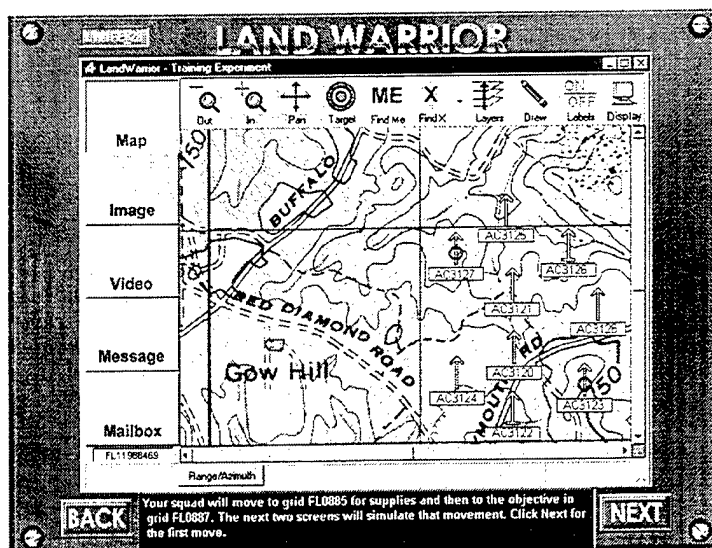 LAND WARRIOR
LandWarrior - Training Experiment
Out In Pan Target Find Me Find X Layers Draw Labels Display
ME X ON OFF
Map
Image
Video
Message
Mailbox
FL11988469
750
BUFFALO
RED DIAMOND ROAD
Gow Hill
RD
950
AC3125
AC3127
AC3126
AC3121
AC3120
AC3124
AC3123
AC3122
Range/Azimuth
BACK
Your squad will move to grid FL0885 for supplies and then to the objective in
grid FL0887. The next two screens will simulate that movement. Click Next for
the first move.
NEXT